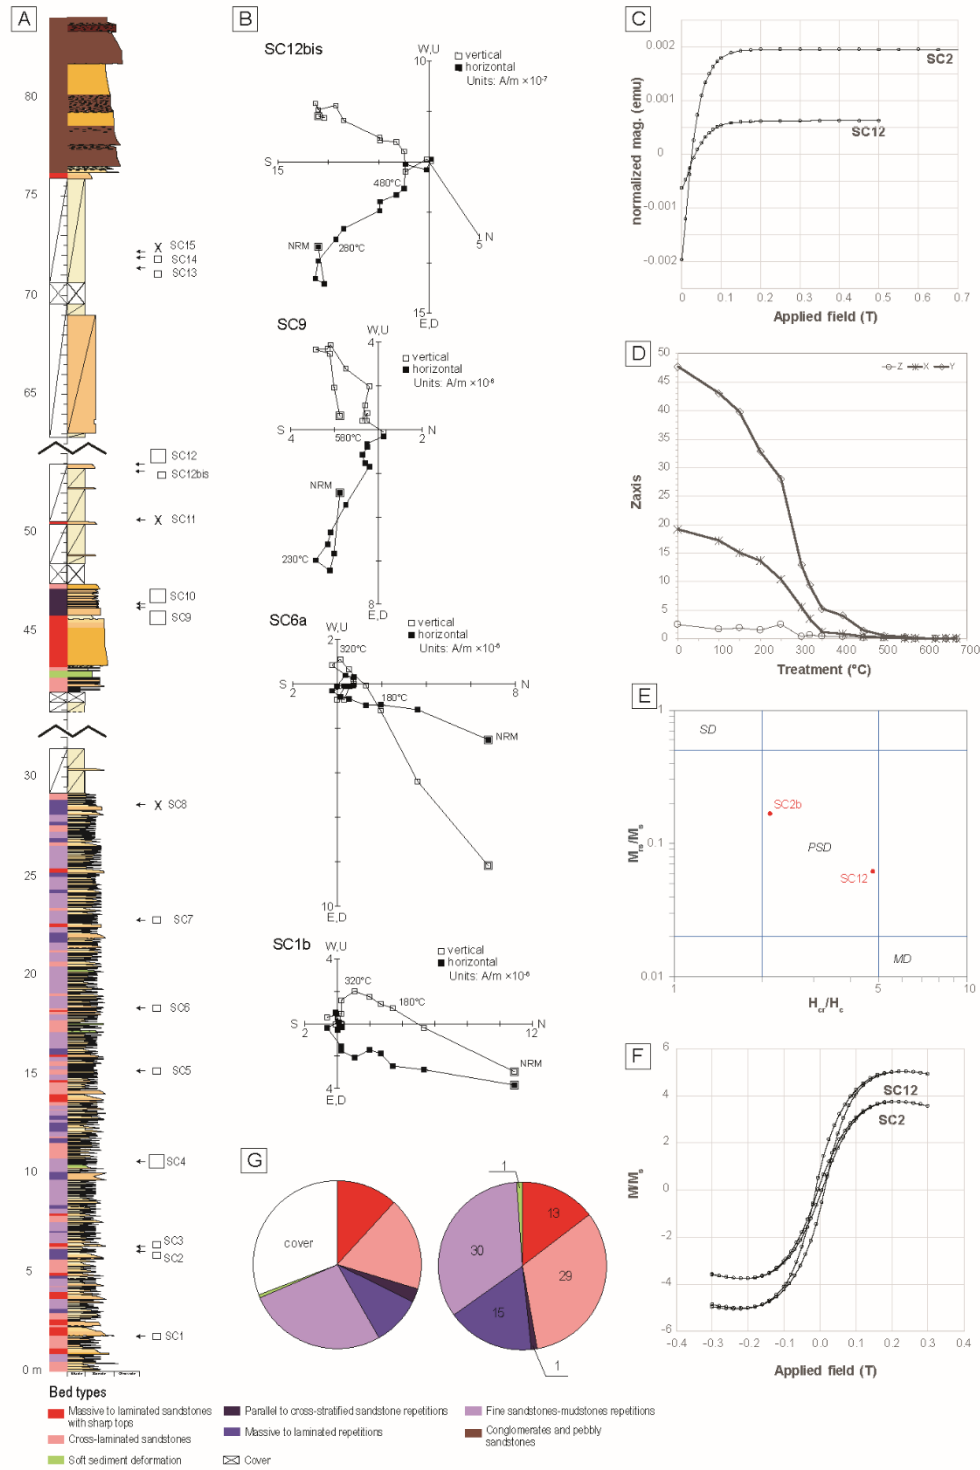 A
80
75
70
65
50
45
30
25
20
15
10
5
0 m
SC15
SC14
SC13
SC12
SC12bis
SC11
SC10
SC9
SC8
SC7
SC6
SC5
SC4
SC3
SC2
SC1
B
SC12bis
W,U
10
vertical
horizontal
Units: A/m ×10⁻⁷
S
15
480°C
NRM
280°C
N
5
15
E,D
SC9
W,U
4
vertical
horizontal
Units: A/m ×10⁻⁶
S
4
N
2
580°C
NRM
230°C
8
E,D
SC6a
W,U
2
vertical
horizontal
Units: A/m ×10⁻⁶
320°C
S
2
N
8
180°C
NRM
10
E,D
SC1b
W,U
4
vertical
horizontal
Units: A/m ×10⁻⁶
320°C
180°C
S
2
12
N
NRM
4
E,D
C
normalized mag. (emu)
0.002
0.001
0
-0.001
-0.002
SC2
SC12
0 0.1 0.2 0.3 0.4 0.5 0.6 0.7
Applied field (T)
D
Zaxis
50
45
40
35
30
25
20
15
10
5
0
Z X Y
0 100 200 300 400 500 600 700
Treatment (°C)
E
Mrs/Ms
1
0.1
0.01
SD
SC2b
PSD
SC12
MD
1 5 10
Hcr/Hc
F
M/Ms
6
4
2
0
-2
-4
-6
SC12
SC2
-0.4 -0.3 -0.2 -0.1 0.0 0.1 0.2 0.3 0.4
Applied field (T)
G
cover
1
13
30
29
15
1
Bed types
Massive to laminated sandstones with sharp tops
Cross-laminated sandstones
Soft sediment deformation
Parallel to cross-stratified sandstone repetitions
Massive to laminated repetitions
Cover
Fine sandstones-mudstones repetitions
Conglomerates and pebbly sandstones